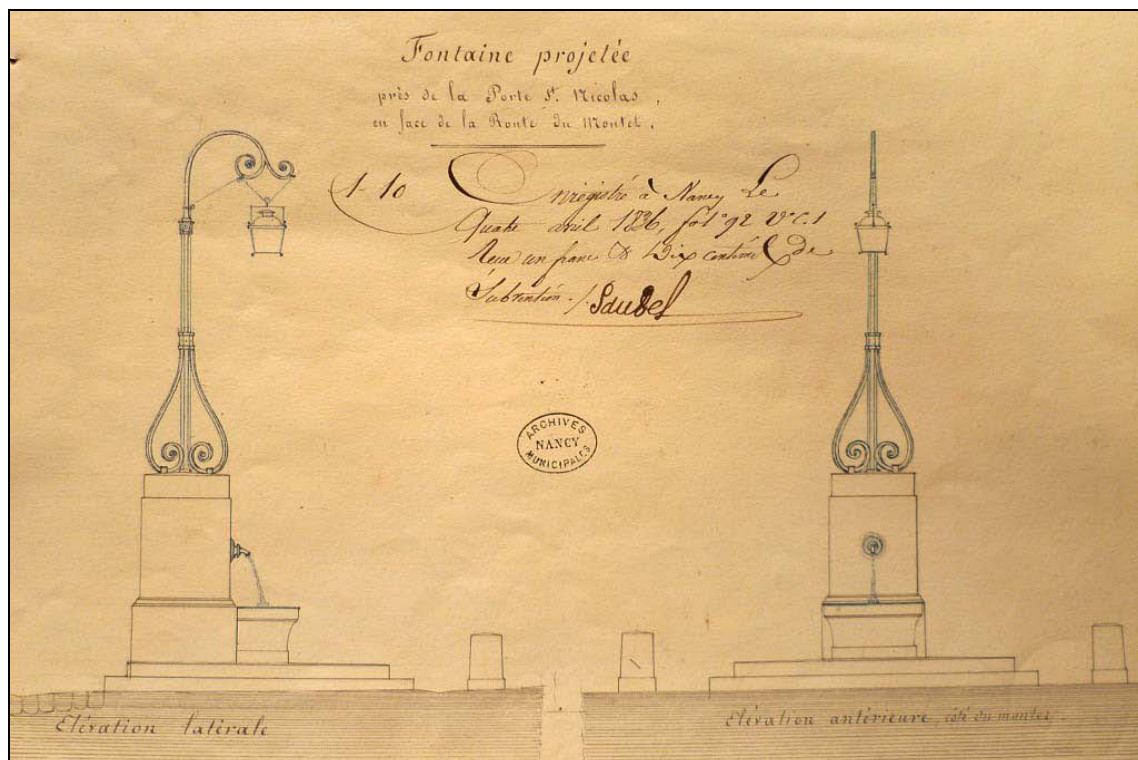 Fontaine projetée
près de la Porte St. Nicolas,
en face de la Route du Montet.
1-10
Enregistré à Nancy Le
Quatre avril 1836, fol° 92 V° C.1
Reçu un franc & Dix centimes de
Subvention ./.
ARCHIVES
NANCY
MUNICIPALES
Elévation latérale
Elévation antérieure, côté du montet.